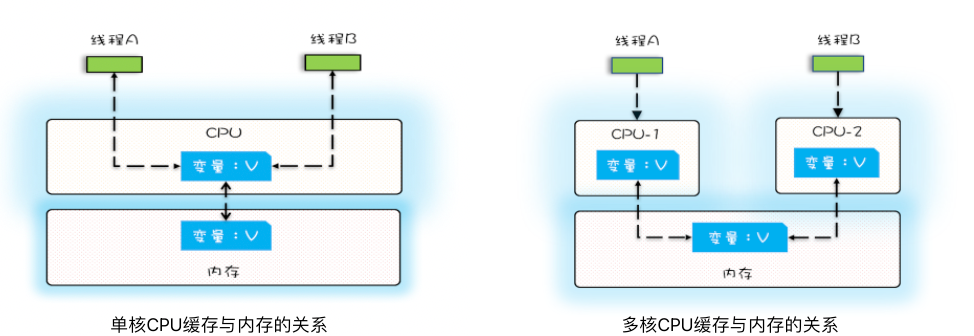 线程A
线程B
CPU
变量：V
变量：V
内存
单核CPU缓存与内存的关系
线程A
线程B
CPU-1
CPU-2
变量：V
变量：V
变量：V
内存
多核CPU缓存与内存的关系